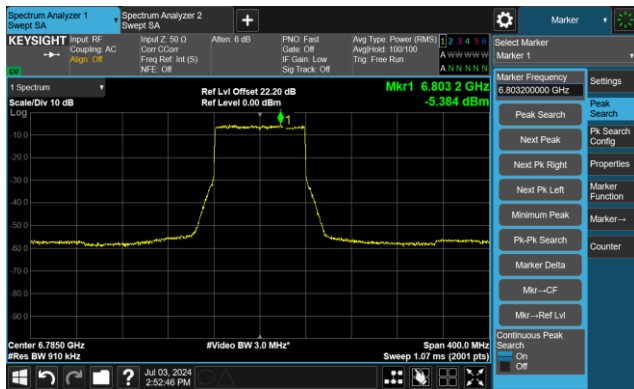 Spectrum Analyzer 1
Swept SA
Spectrum Analyzer 2
Swept SA
+
Marker
KEYSIGHT
Input: RF
Coupling: AC
Align: Off
Input Z: 50 Ω
Corr CCorr
Freq Ref: Int (S)
NFE: Off
Atten: 6 dB
PNO: Fast
Gate: Off
IF Gain: Low
Sig Track: Off
Avg Type: Power (RMS)
Avg|Hold: 100/100
Trig: Free Run
1 2 3 4 5 6
A W W W W W
A N N N N N
LXI
Select Marker
Marker 1
Marker Frequency
6.803200000 GHz
Settings
Peak Search
Peak
Search
Next Peak
Pk Search
Config
Next Pk Right
Properties
Next Pk Left
Marker
Function
Minimum Peak
Marker→
Pk-Pk Search
Counter
Marker Delta
Mkr→CF
Mkr→Ref Lvl
Continuous Peak
Search
On
Off
1 Spectrum
Scale/Div 10 dB
Log
Ref Lvl Offset 22.20 dB
Ref Level 0.00 dBm
Mkr1 6.803 2 GHz
-5.384 dBm
1
-10.0
-20.0
-30.0
-40.0
-50.0
-60.0
-70.0
-80.0
-90.0
Center 6.7850 GHz
#Res BW 910 kHz
#Video BW 3.0 MHz*
Span 400.0 MHz
Sweep 1.07 ms (2001 pts)
?
Jul 03, 2024
2:52:46 PM